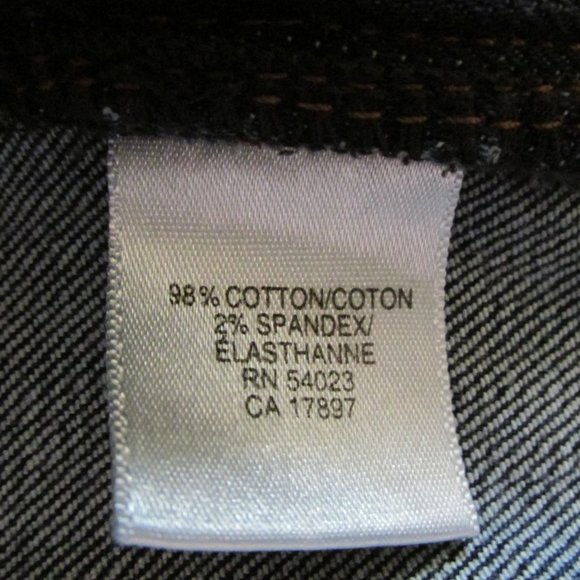 98% COTTON/COTON
2% SPANDEX/
ÉLASTHANNE
RN 54023
CA 17897